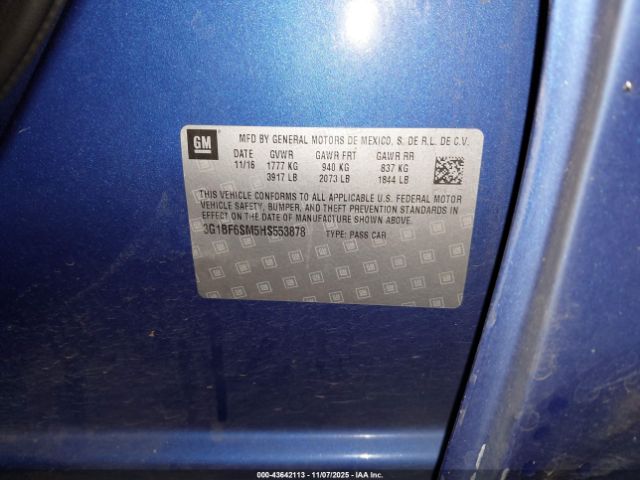 GM
MFD BY GENERAL MOTORS DE MEXICO, S. DE R.L. DE C.V.
DATE GVWR GAWR FRT GAWR RR
11/16 1777 KG 940 KG 837 KG
3917 LB 2073 LB 1844 LB
THIS VEHICLE CONFORMS TO ALL APPLICABLE U.S. FEDERAL MOTOR
VEHICLE SAFETY, BUMPER, AND THEFT PREVENTION STANDARDS IN
EFFECT ON THE DATE OF MANUFACTURE SHOWN ABOVE
3G1BF6SM5HS553878 TYPE: PASS CAR
000-43642113 - 11/07/2025 - IAA Inc.